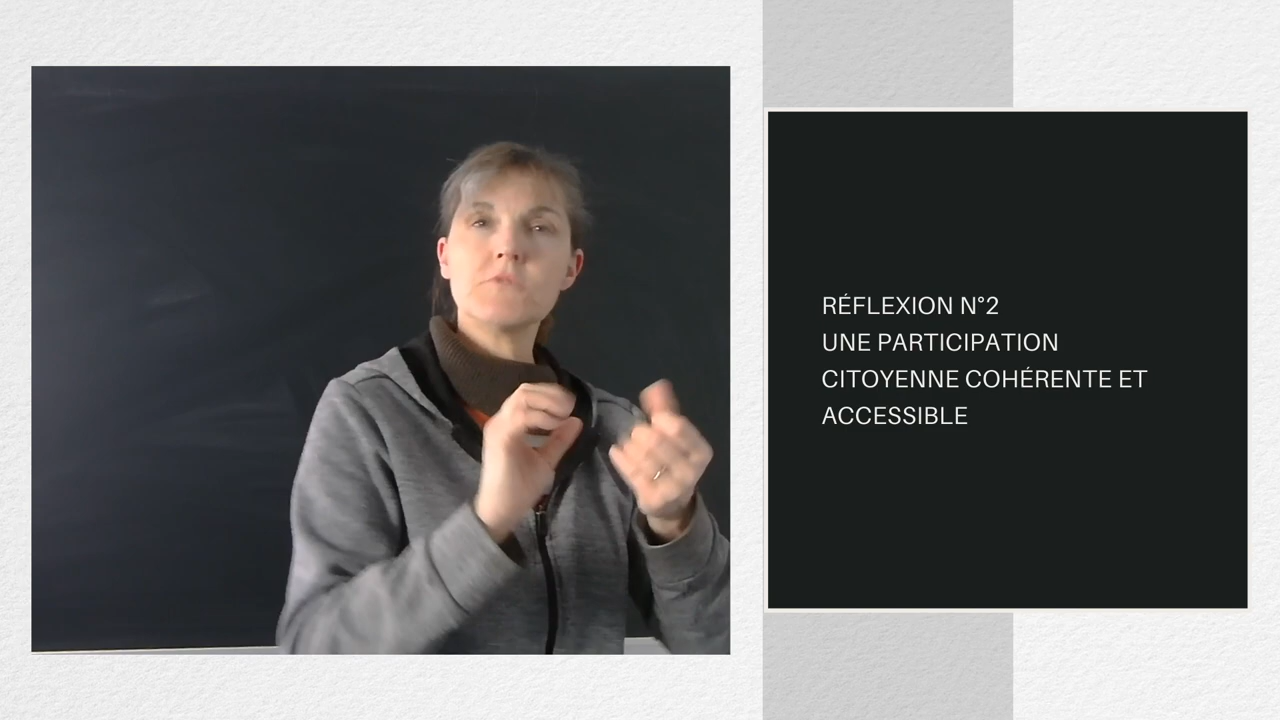 RÉFLEXION N°2
UNE PARTICIPATION
CITOYENNE COHÉRENTE ET
ACCESSIBLE